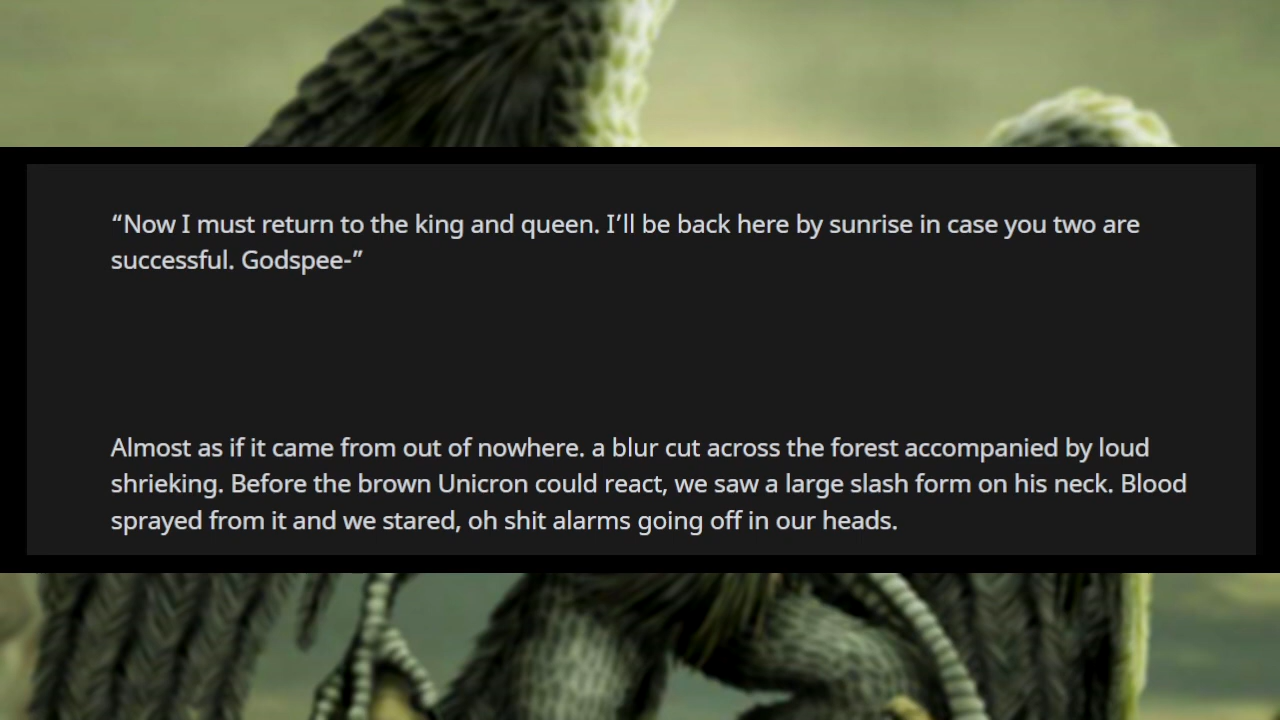 “Now I must return to the king and queen. I’ll be back here by sunrise in case you two are
successful. Godspee-”
Almost as if it came from out of nowhere. a blur cut across the forest accompanied by loud
shrieking. Before the brown Unicron could react, we saw a large slash form on his neck. Blood
sprayed from it and we stared, oh shit alarms going off in our heads.